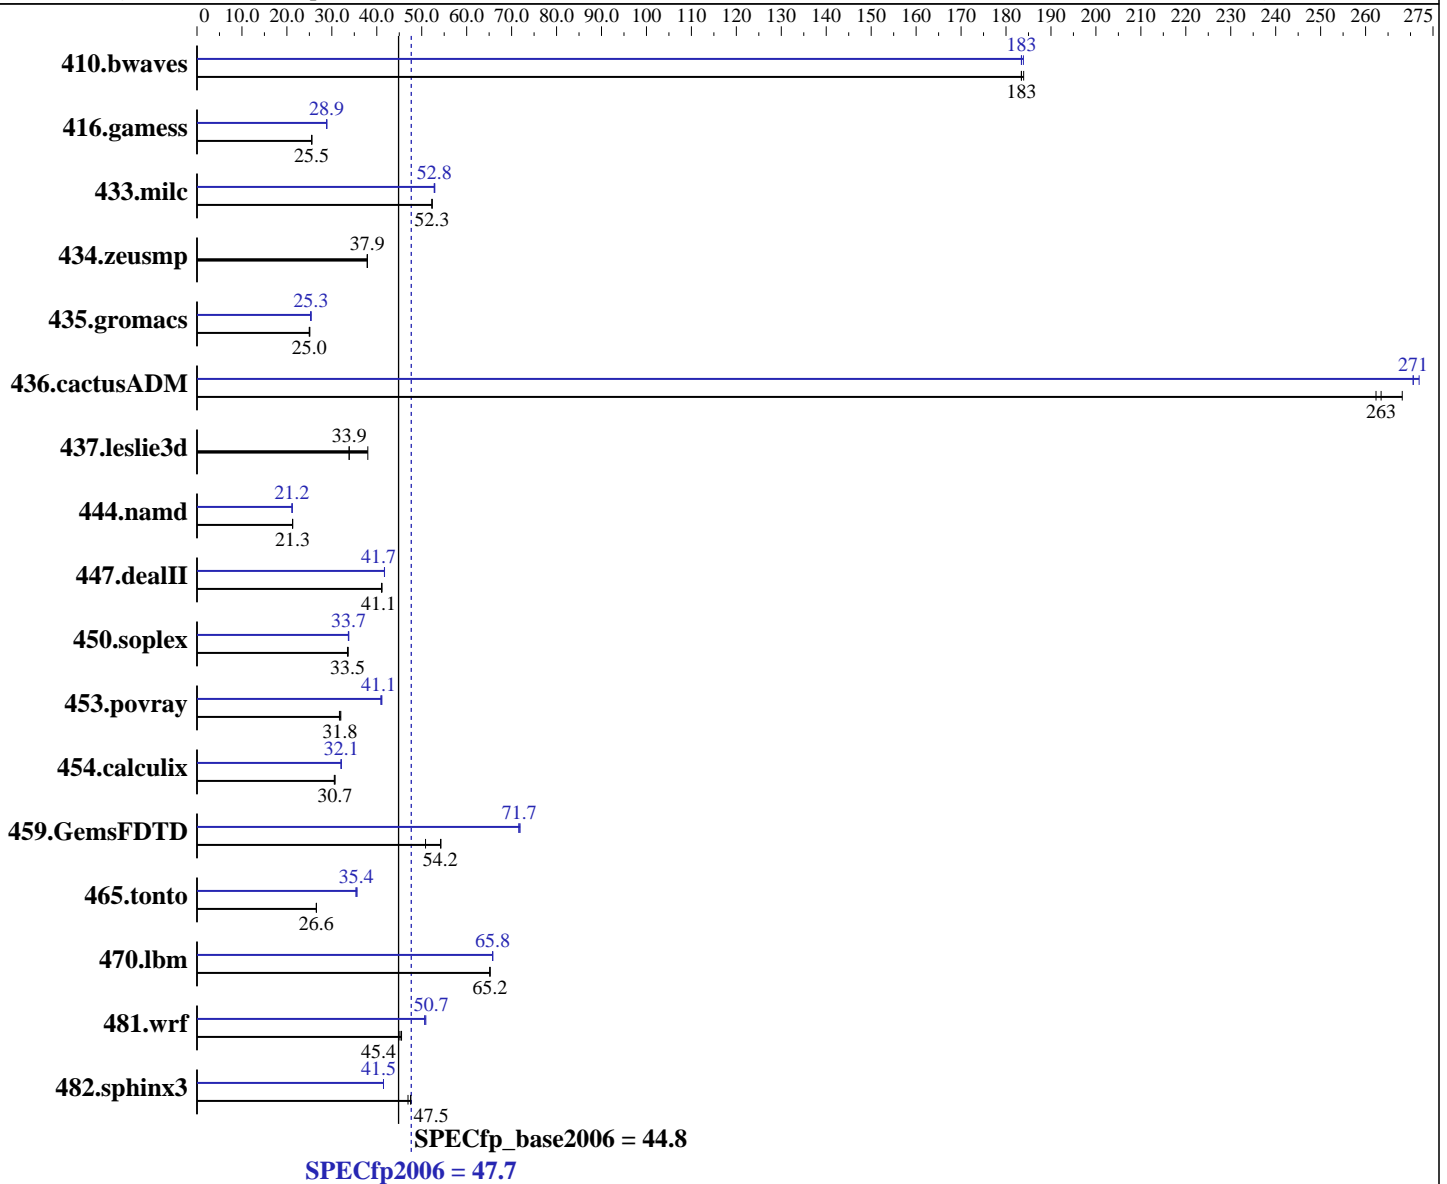 0 10.0 20.0 30.0 40.0 50.0 60.0 70.0 80.0 90.0 100 110 120 130 140 150 160 170 180 190 200 210 220 230 240 250 260 275
183
410.bwaves
183
28.9
416.gamess
25.5
52.8
433.milc
52.3
37.9
434.zeusmp
25.3
435.gromacs
25.0
271
436.cactusADM
263
33.9
437.leslie3d
21.2
444.namd
21.3
41.7
447.dealII
41.1
33.7
450.soplex
33.5
41.1
453.povray
31.8
32.1
454.calculix
30.7
71.7
459.GemsFDTD
54.2
35.4
465.tonto
26.6
65.8
470.lbm
65.2
50.7
481.wrf
45.4
41.5
482.sphinx3
47.5
SPECfp_base2006 = 44.8
SPECfp2006 = 47.7